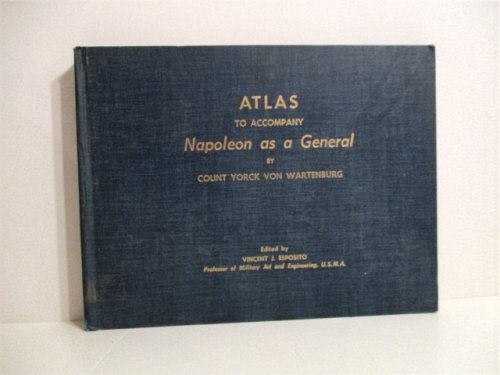 ATLAS
TO ACCOMPANY
Napoleon as a General
BY
COUNT YORCK VON WARTENBURG
Edited by
VINCENT J. ESPOSITO
Professor of Military Art and Engineering, U.S.M.A.